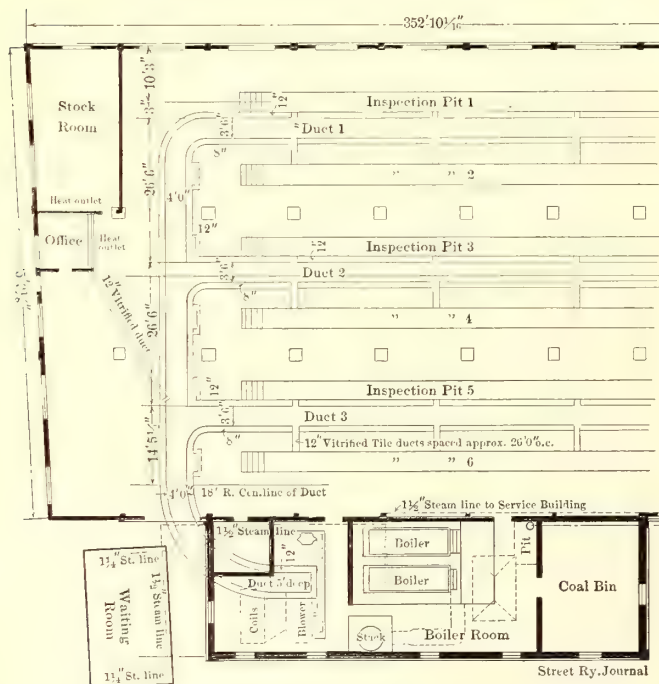 352'10 1/16"
Stock
Room
3"
10'3"
12"
Inspection Pit 1
3'6"
" Duct 1
8"
26'6"
4'0"
" " 2
Heat outlet
Office
Heat
outlet
12"
Inspection Pit 3
12"
3'6"
Duct 2
8"
12" Vitrified duct
26'6"
" " 4
12"
Inspection Pit 5
3'6"
Duct 3
8"
12" Vitrified Tile ducts spaced approx. 26'0" o.c.
14'5 1/2"
" " 6
4'0"
18' R. Cen.line of Duct
1 1/2" Steam line to Service Building
1 1/2" Steam line
12"
Boiler
Pit
Duct 5' deep
Boiler
Coal Bin
Coils
Blower
Stack
Boiler Room
1 1/4" St. line
1 1/2" Steam line
Waiting
Room
1 1/4" St. line
Street Ry. Journal